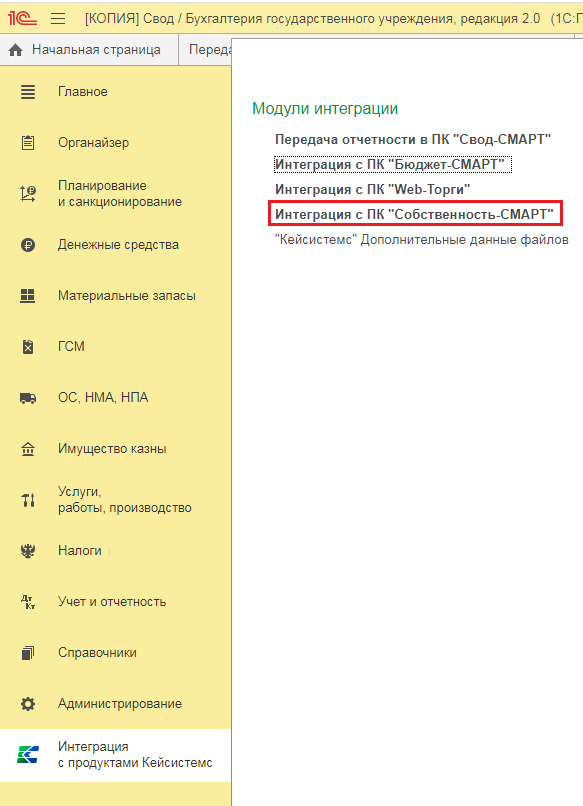 1С [КОПИЯ] Свод / Бухгалтерия государственного учреждения, редакция 2.0 (1С:П
Начальная страница Переда
Главное
Органайзер
Планирование
и санкционирование
Денежные средства
Материальные запасы
ГСМ
ОС, НМА, НПА
Имущество казны
Услуги,
работы, производство
Налоги
Дт
Кт
Учет и отчетность
Справочники
Администрирование
Интеграция
с продуктами Кейсистемс
Модули интеграции
Передача отчетности в ПК "Свод-СМАРТ"
Интеграция с ПК "Бюджет-СМАРТ"
Интеграция с ПК "Web-Торги"
Интеграция с ПК "Собственность-СМАРТ"
"Кейсистемс" Дополнительные данные файлов